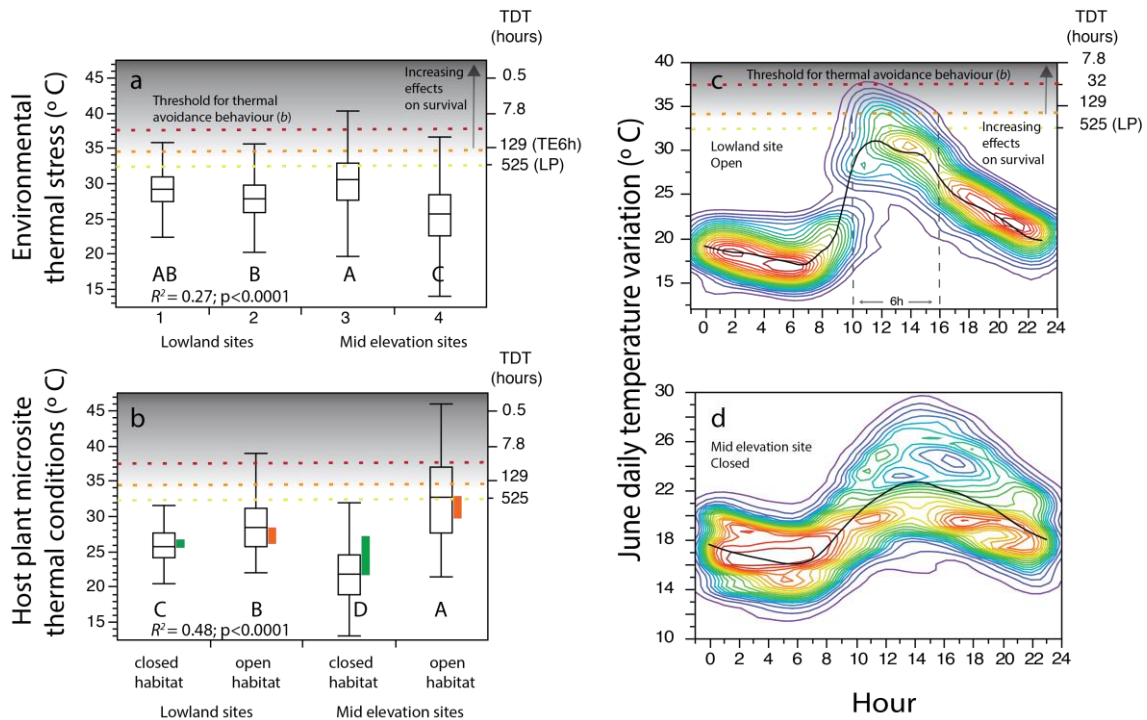 TDT
(hours)
a
Threshold for thermal
avoidance behaviour (b)
Increasing
effects
on survival
45
40
35
30
25
20
15
0.5
7.8
129 (TE6h)
525 (LP)
AB
B
A
C
R² = 0.27; p<0.0001
1
2
3
4
Lowland sites
Mid elevation sites
Environmental
thermal stress (º C)
TDT
(hours)
b
45
40
35
30
25
20
15
0.5
7.8
129
525
C
B
D
A
R² = 0.48; p<0.0001
closed
habitat
open
habitat
closed
habitat
open
habitat
Lowland sites
Mid elevation sites
Host plant microsite
thermal conditions (º C)
TDT
(hours)
c
Threshold for thermal avoidance behaviour (b)
Lowland site
Open
Increasing
effects
on survival
40
35
30
25
20
15
7.8
32
129
525 (LP)
6h
0 2 4 6 8 10 12 14 16 18 20 22 24
d
Mid elevation site
Closed
30
26
22
18
14
10
0 2 4 6 8 10 12 14 16 18 20 22 24
June daily temperature variation (º C)
Hour